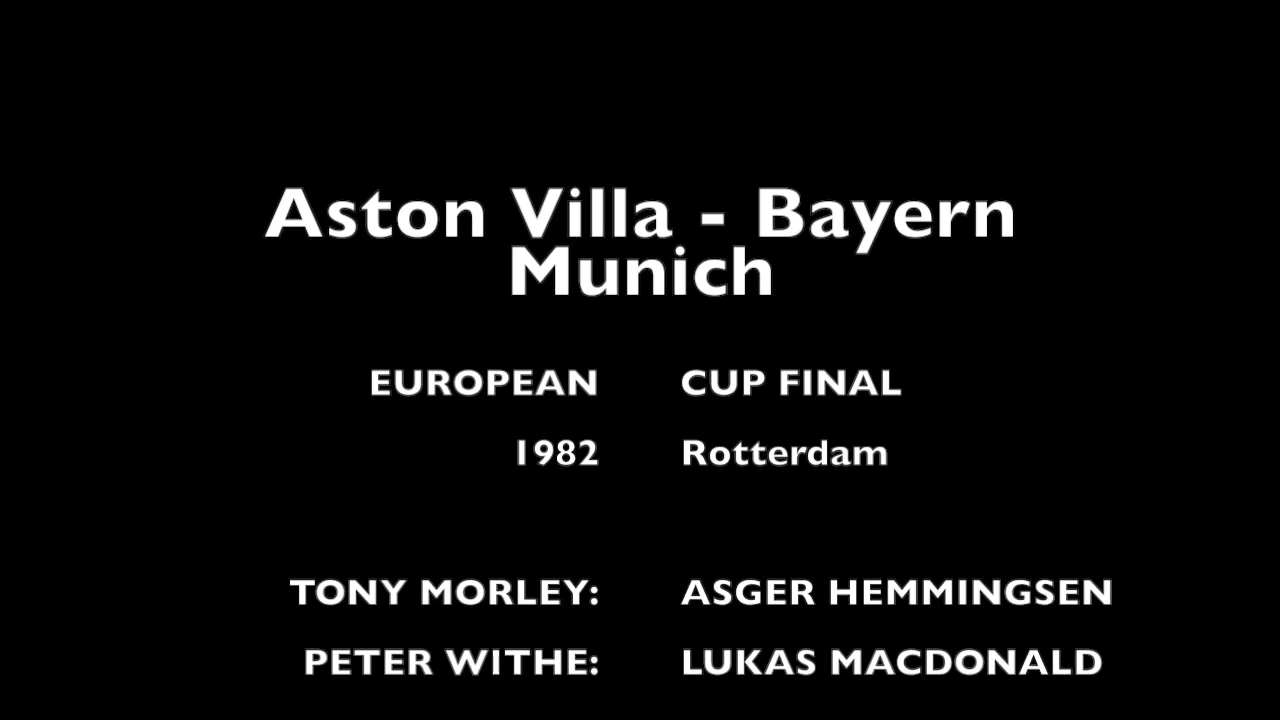 Aston Villa - Bayern
Munich
EUROPEAN CUP FINAL
1982 Rotterdam
TONY MORLEY: ASGER HEMMINGSEN
PETER WITHE: LUKAS MACDONALD